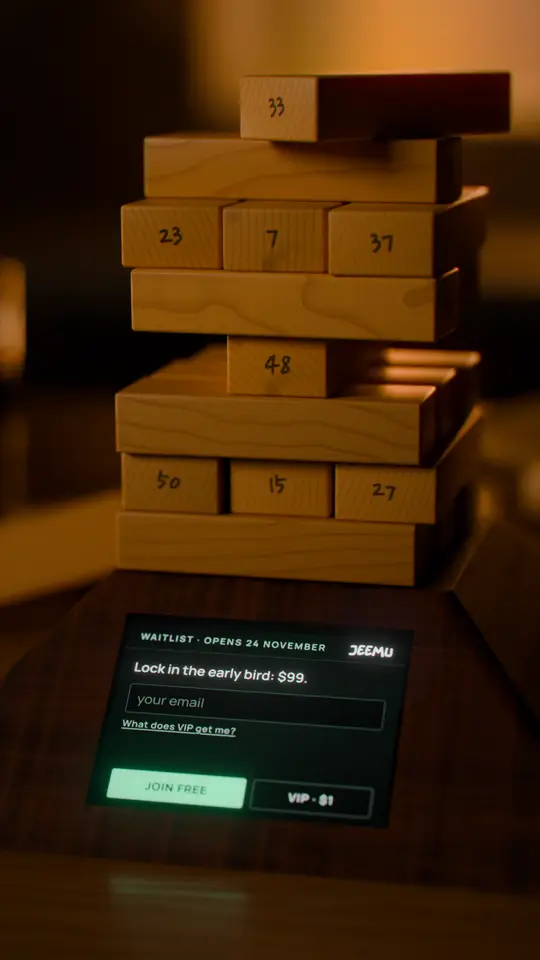 33
23 7 37
48
50 15 27
WAITLIST · OPENS 24 NOVEMBER
JEEMU
Lock in the early bird: $99.
your email
What does VIP get me?
JOIN FREE
VIP · $1